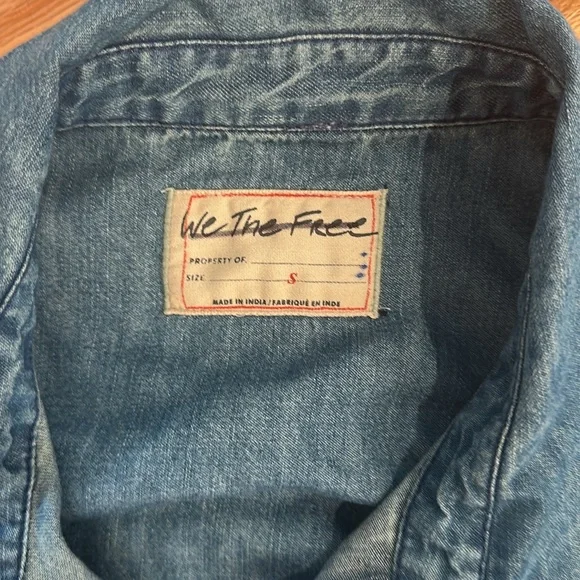 We The Free
PROPERTY OF
SIZE S
MADE IN INDIA / FABRIQUÉ EN INDE